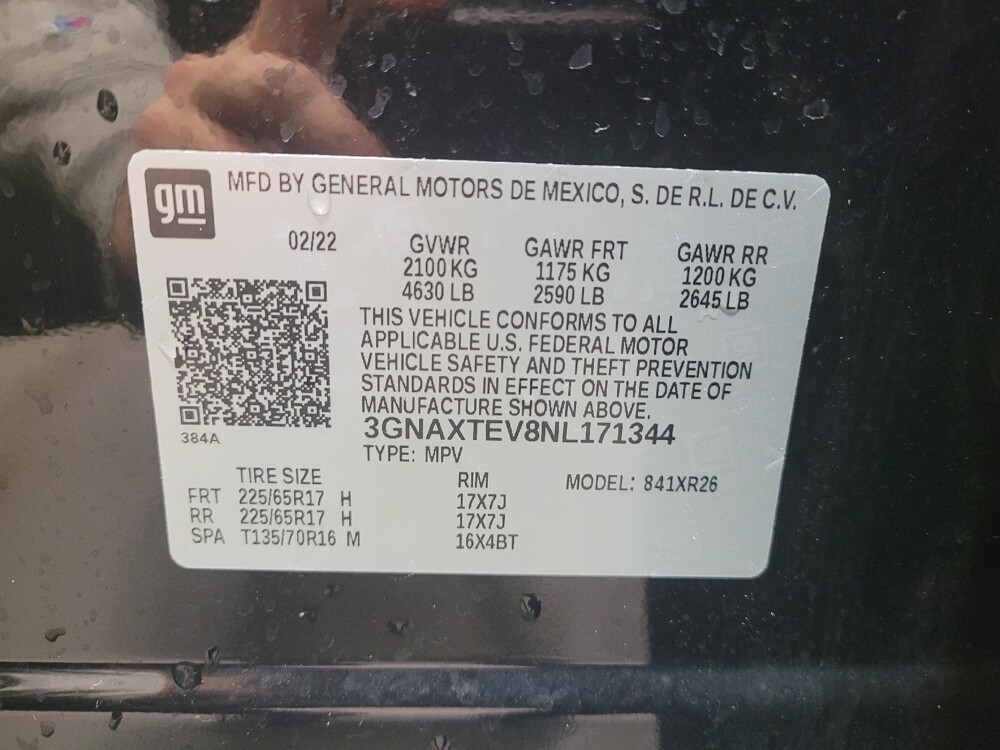 gm
MFD BY GENERAL MOTORS DE MEXICO, S. DE R.L. DE C.V.
02/22 GVWR GAWR FRT GAWR RR
2100 KG 1175 KG 1200 KG
4630 LB 2590 LB 2645 LB
THIS VEHICLE CONFORMS TO ALL
APPLICABLE U.S. FEDERAL MOTOR
VEHICLE SAFETY AND THEFT PREVENTION
STANDARDS IN EFFECT ON THE DATE OF
MANUFACTURE SHOWN ABOVE.
3GNAXTEV8NL171344
384A
TYPE: MPV
TIRE SIZE RIM MODEL: 841XR26
FRT 225/65R17 H 17X7J
RR 225/65R17 H 17X7J
SPA T135/70R16 M 16X4BT